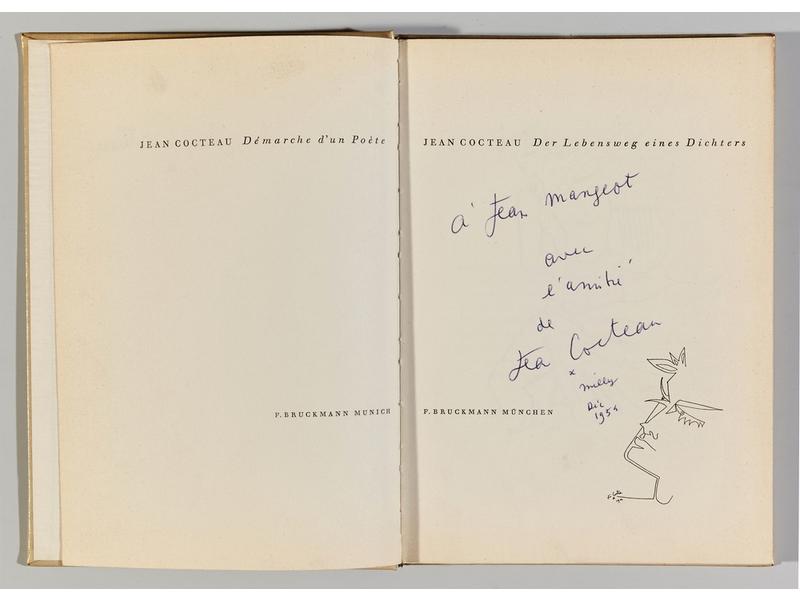 JEAN COCTEAU Démarche d'un Poète
F. BRUCKMANN MUNICH
JEAN COCTEAU Der Lebensweg eines Dichters
à Jean Mangeot
avec
l'amitié
de
Jean Cocteau
Milly
Déc
1954
F. BRUCKMANN MÜNCHEN